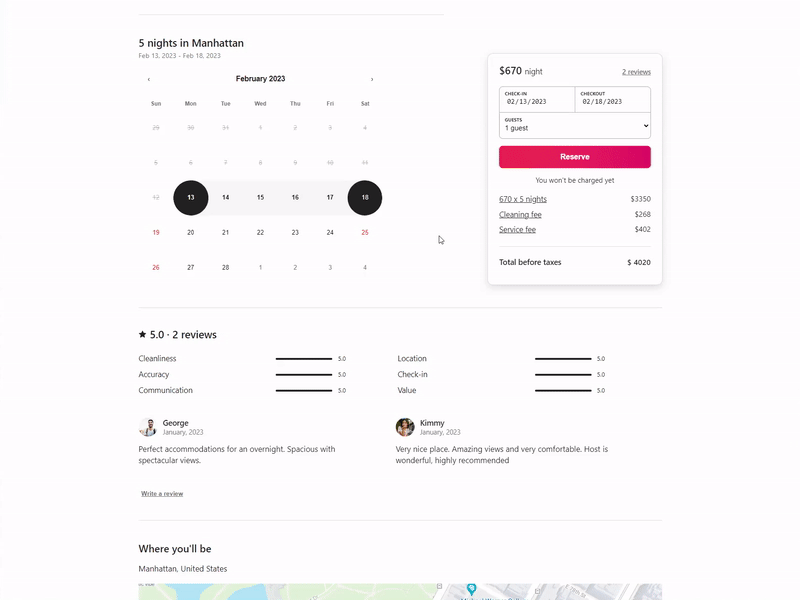 5 nights in Manhattan
Feb 13, 2023 - Feb 18, 2023
‹ February 2023 ›
Sun Mon Tue Wed Thu Fri Sat
29 30 31 1 2 3 4
5 6 7 8 9 10 11
12 13 14 15 16 17 18
19 20 21 22 23 24 25
26 27 28 1 2 3 4
$670 night 2 reviews
CHECK-IN CHECKOUT
02/13/2023 02/18/2023
GUESTS
1 guest
Reserve
You won't be charged yet
670 x 5 nights $3350
Cleaning fee $268
Service fee $402
Total before taxes $ 4020
5.0 · 2 reviews
Cleanliness 5.0 Location 5.0
Accuracy 5.0 Check-in 5.0
Communication 5.0 Value 5.0
George
January, 2023
Perfect accommodations for an overnight. Spacious with
spectacular views.
Kimmy
January, 2023
Very nice place. Amazing views and very comfortable. Host is
wonderful, highly recommended
Write a review
Where you'll be
Manhattan, United States